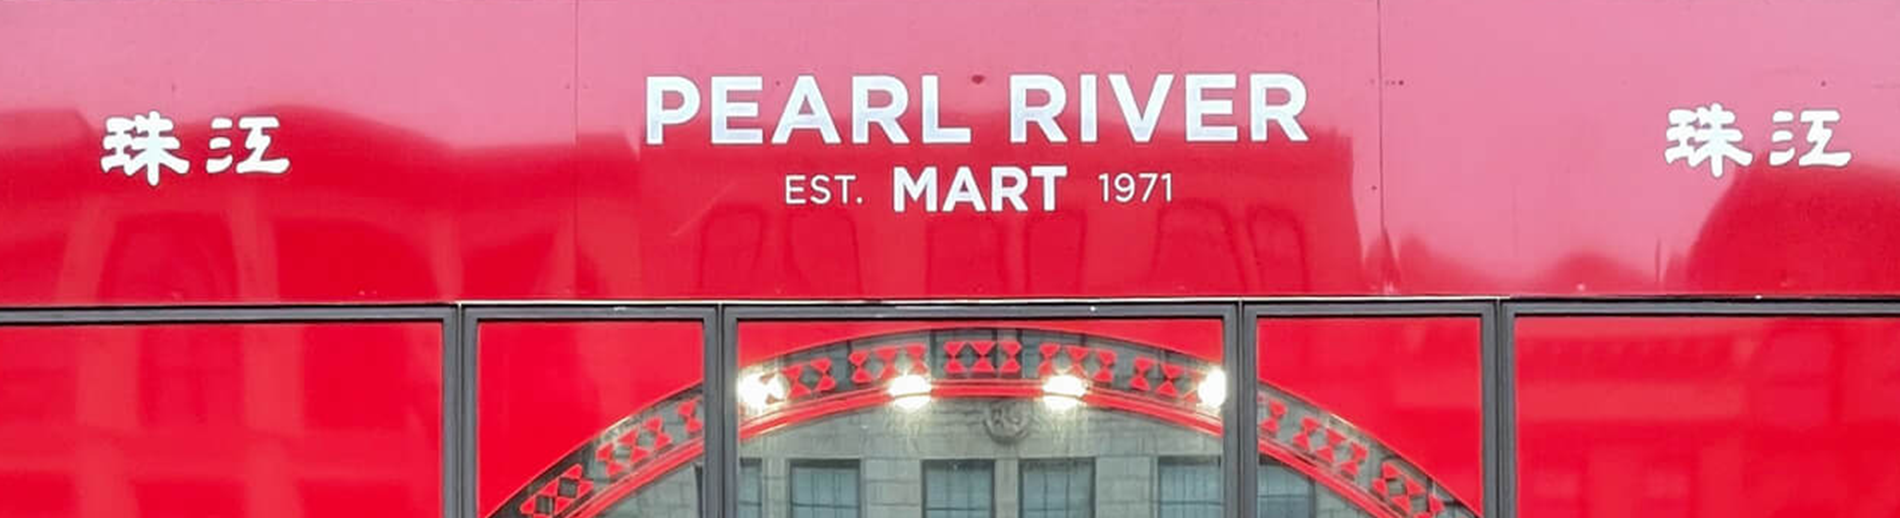 珠江
PEARL RIVER
EST. MART 1971
珠江